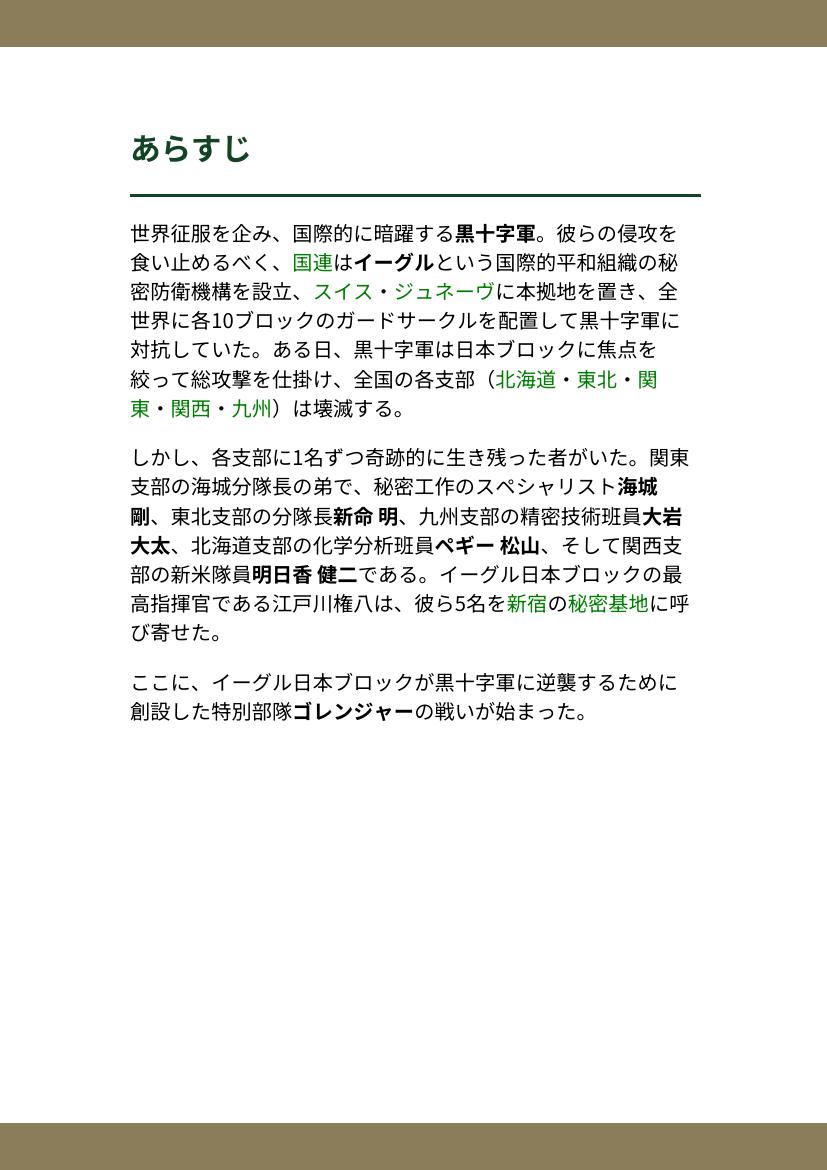 あらすじ
世界征服を企み、国際的に暗躍する黒十字軍。彼らの侵攻を
食い止めるべく、国連はイーグルという国際的平和組織の秘
密防衛機構を設立、スイス・ジュネーヴに本拠地を置き、全
世界に各10ブロックのガードサークルを配置して黒十字軍に
対抗していた。ある日、黒十字軍は日本ブロックに焦点を
絞って総攻撃を仕掛け、全国の各支部（北海道・東北・関
東・関西・九州）は壊滅する。
しかし、各支部に1名ずつ奇跡的に生き残った者がいた。関東
支部の海城分隊長の弟で、秘密工作のスペシャリスト海城
剛、東北支部の分隊長新命 明、九州支部の精密技術班員大岩
大太、北海道支部の化学分析班員ペギー 松山、そして関西支
部の新米隊員明日香 健二である。イーグル日本ブロックの最
高指揮官である江戸川権八は、彼ら5名を新宿の秘密基地に呼
び寄せた。
ここに、イーグル日本ブロックが黒十字軍に逆襲するために
創設した特別部隊ゴレンジャーの戦いが始まった。